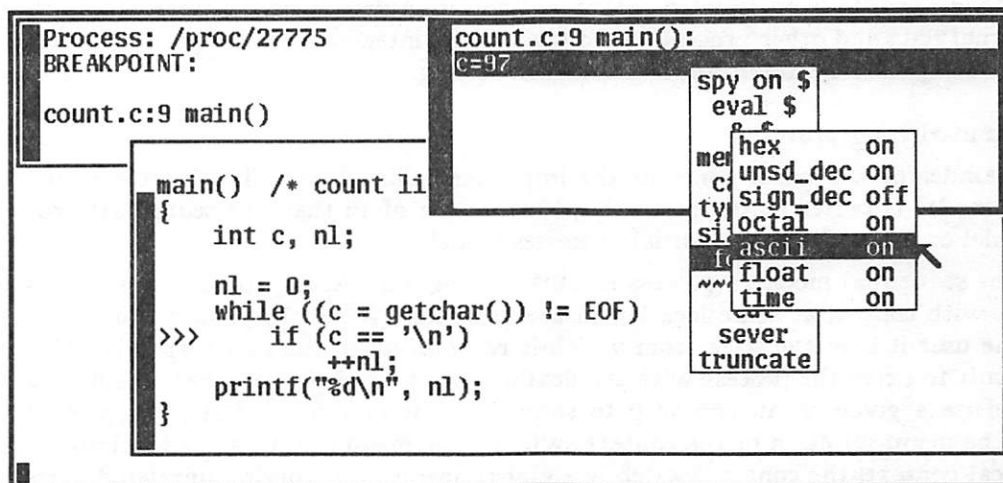 Process: /proc/27775
BREAKPOINT:
count.c:9 main()
count.c:9 main():
c=97
spy on $
eval $
hex on
unsd_dec on
sign_dec off
octal on
ascii on
float on
time on
sever
truncate
main() /* count li
{
int c, nl;
nl = 0;
while ((c = getchar()) != EOF)
>>> if (c == '\n')
++nl;
printf("%d\n", nl);
}